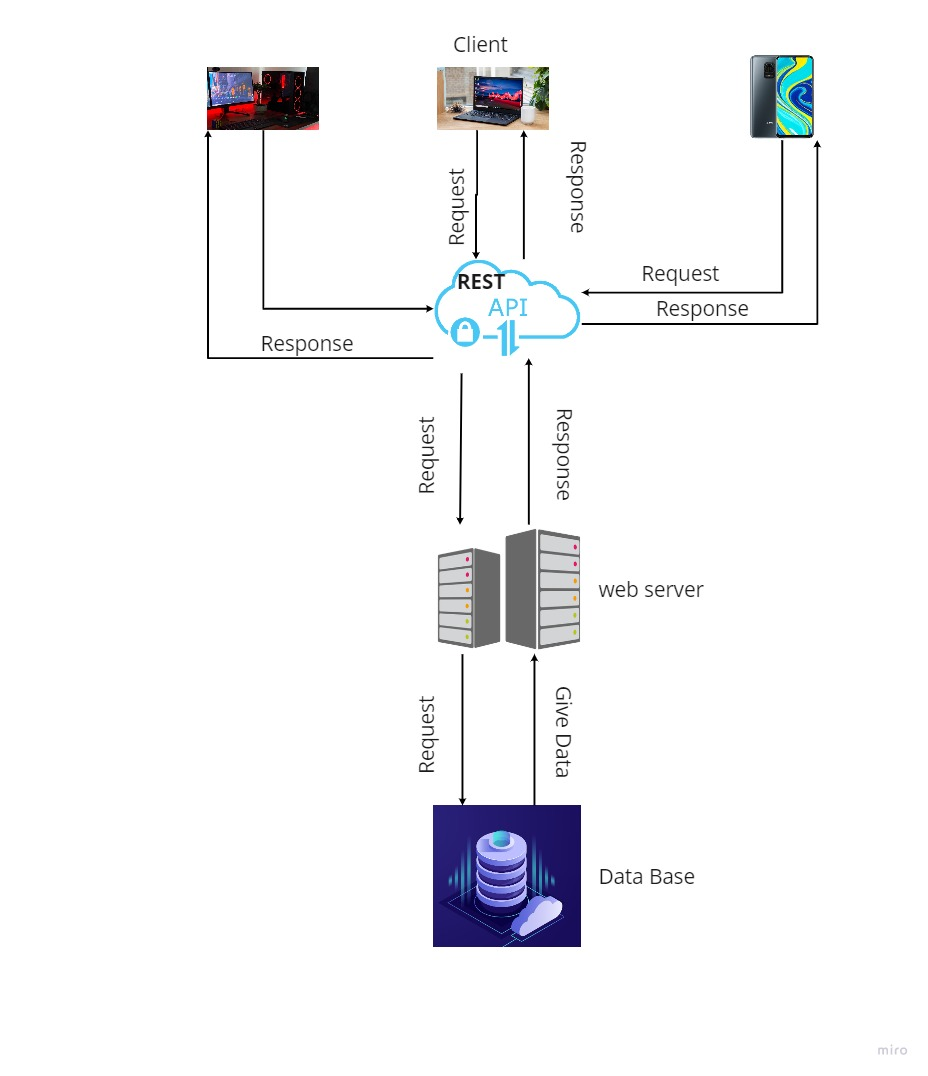 Client
Request
Response
REST
API
Request
Response
Response
Request
Response
web server
Request
Give Data
Data Base
miro